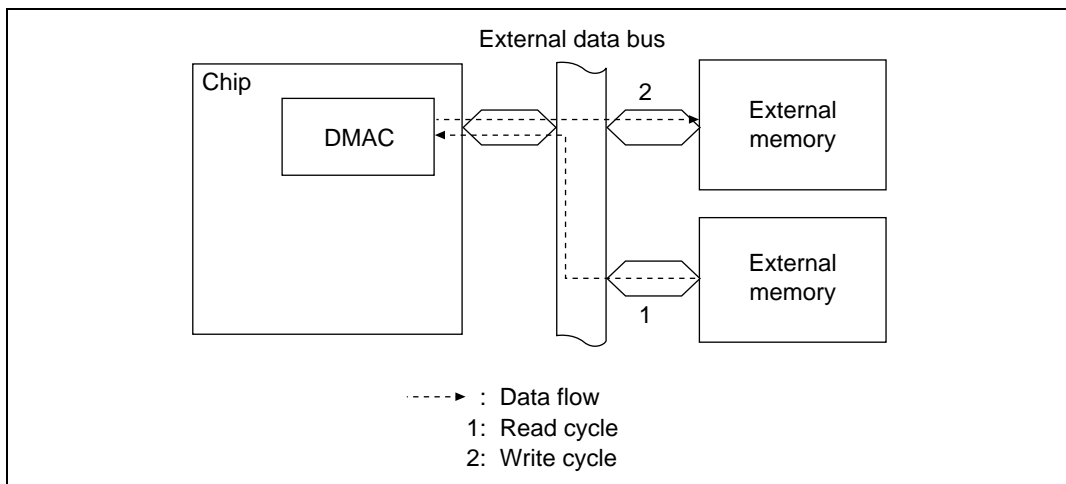 External data bus
Chip
DMAC
2
External
memory
External
memory
1
: Data flow
1: Read cycle
2: Write cycle